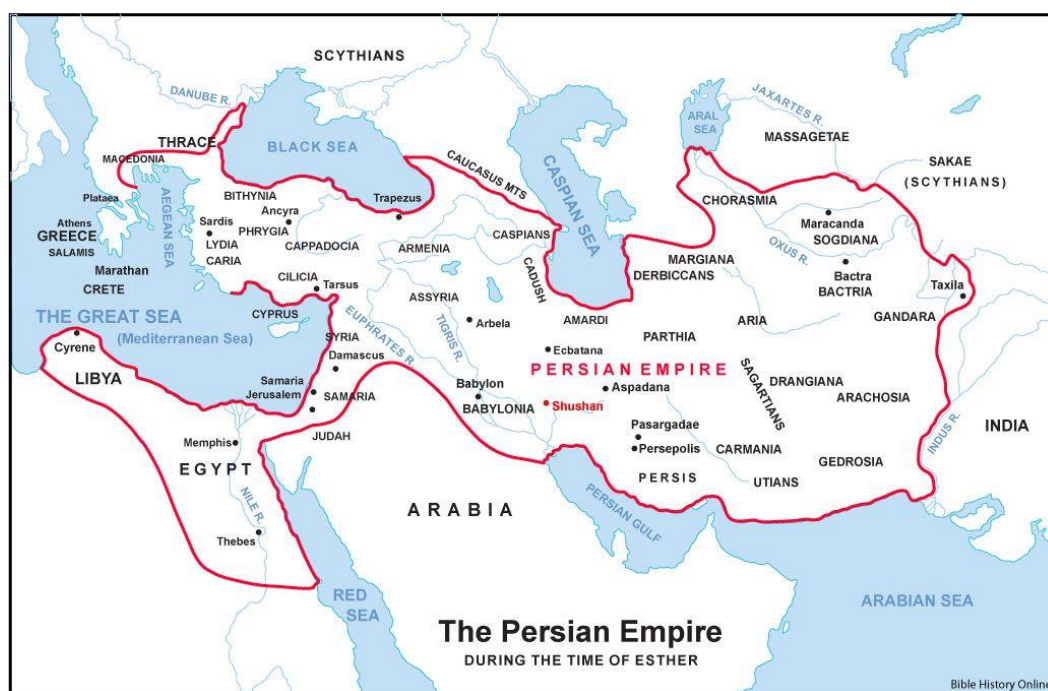 SCYTHIANS
DANUBE R.
THRACE
BLACK SEA
MACEDONIA
CAUCASUS MTS
CASPIAN SEA
ARAL SEA
JAXARTES R.
MASSAGETAE
SAKAE
(SCYTHIANS)
Plataea
AEGEAN SEA
BITHYNIA
Trapezus
CHORASMIA
Athens
GREECE
SALAMIS
Sardis
Ancyra
PHRYGIA
LYDIA
CARIA
CAPPADOCIA
ARMENIA
CASPIANS
Maracanda
SOGDIANA
OXUS R.
MARGIANA
DERBICCANS
CADUSH
Marathan
CRETE
CILICIA
Tarsus
Bactra
BACTRIA
Taxila
GANDARA
THE GREAT SEA
(Mediterranean Sea)
CYPRUS
EUPHRATES R.
ASSYRIA
TIGRIS R.
Arbela
AMARDI
ARIA
PARTHIA
Cyrene
LIBYA
SYRIA
Damascus
Ecbatana
PERSIAN EMPIRE
SAGARTIANS
DRANGIANA
ARACHOSIA
Samaria
Jerusalem
SAMARIA
Babylon
BABYLONIA
Aspadana
Shushan
JUDAH
Memphis
EGYPT
Pasargadae
Persepolis
PERSIS
CARMANIA
UTIANS
GEDROSIA
INDUS R.
INDIA
NILE R.
Thebes
ARABIA
PERSIAN GULF
RED
SEA
ARABIAN SEA
The Persian Empire
DURING THE TIME OF ESTHER
Bible History Online